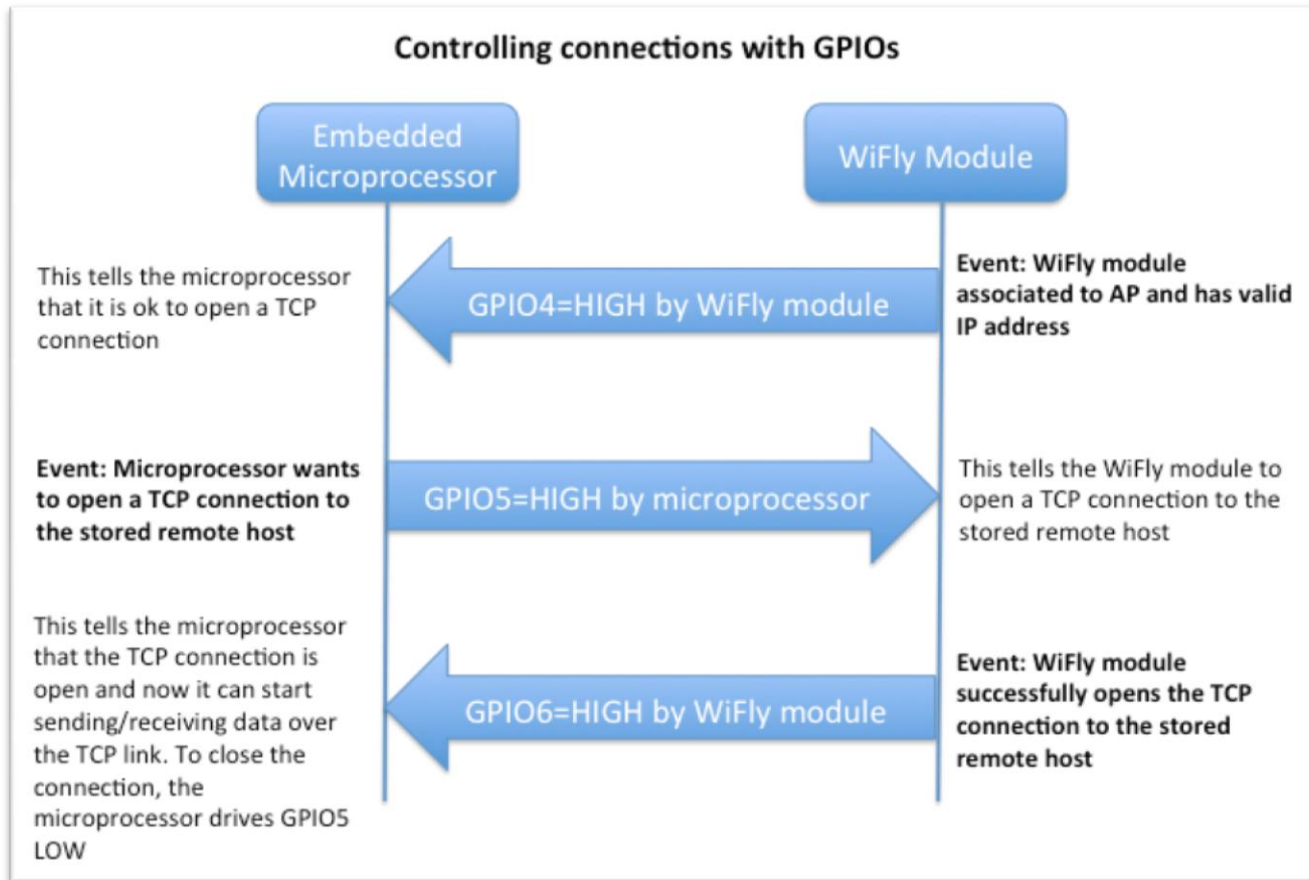 Controlling connections with GPIOs
Embedded
Microprocessor
WiFly Module
This tells the microprocessor
that it is ok to open a TCP
connection
GPIO4=HIGH by WiFly module
Event: WiFly module
associated to AP and has valid
IP address
Event: Microprocessor wants
to open a TCP connection to
the stored remote host
GPIO5=HIGH by microprocessor
This tells the WiFly module to
open a TCP connection to the
stored remote host
This tells the microprocessor
that the TCP connection is
open and now it can start
sending/receiving data over
the TCP link. To close the
connection, the
microprocessor drives GPIO5
LOW
GPIO6=HIGH by WiFly module
Event: WiFly module
successfully opens the TCP
connection to the stored
remote host